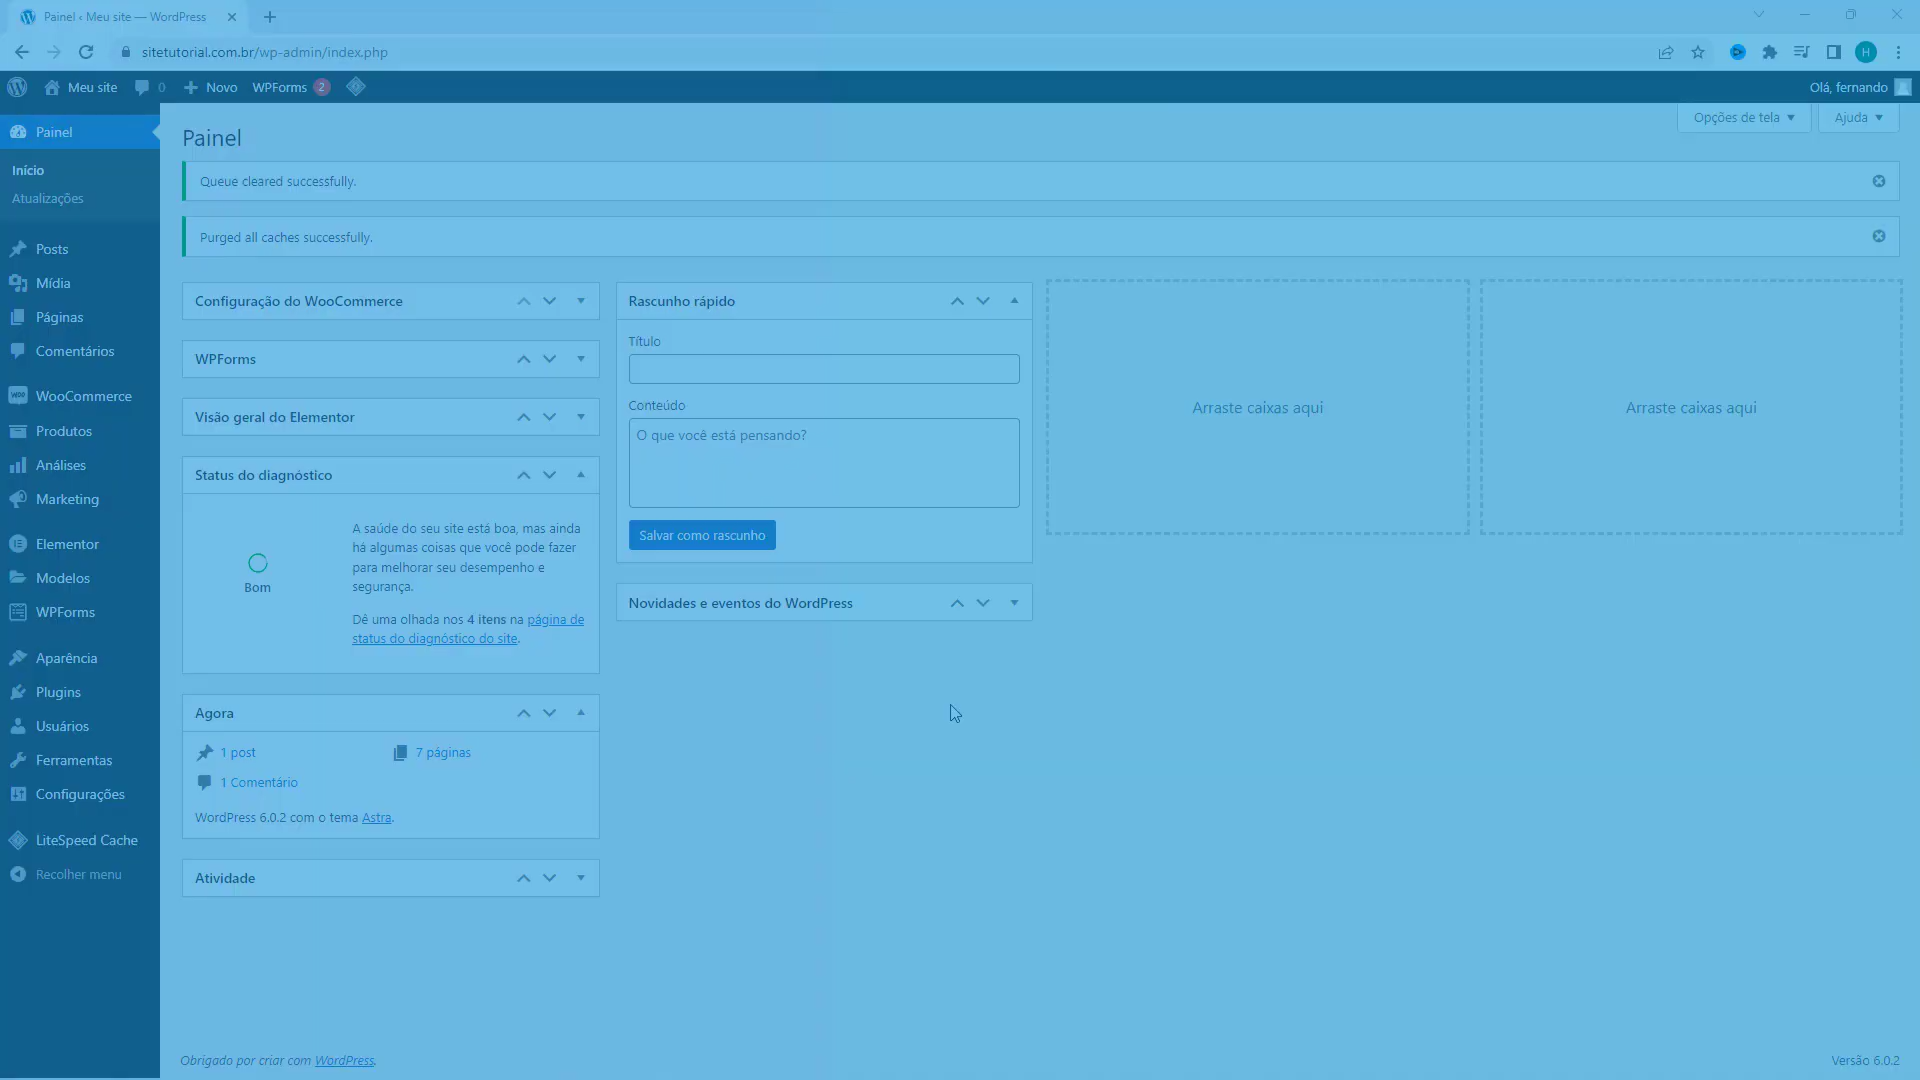 Painel ‹ Meu site — WordPress
sitetutorial.com.br/wp-admin/index.php
H
Meu site
0
Novo
WPForms 2
Olá, fernando
Painel
Início
Atualizações
Posts
Mídia
Páginas
Comentários
WooCommerce
Produtos
Análises
Marketing
Elementor
Modelos
WPForms
Aparência
Plugins
Usuários
Ferramentas
Configurações
LiteSpeed Cache
Recolher menu
Opções de tela
Ajuda
Painel
Queue cleared successfully.
Purged all caches successfully.
Configuração do WooCommerce
WPForms
Visão geral do Elementor
Status do diagnóstico
Bom
A saúde do seu site está boa, mas ainda
há algumas coisas que você pode fazer
para melhorar seu desempenho e
segurança.
Dê uma olhada nos 4 itens na página de
status do diagnóstico do site.
Agora
1 post
7 páginas
1 Comentário
WordPress 6.0.2 com o tema Astra.
Atividade
Rascunho rápido
Título
Conteúdo
O que você está pensando?
Salvar como rascunho
Novidades e eventos do WordPress
Arraste caixas aqui
Arraste caixas aqui
Obrigado por criar com WordPress.
Versão 6.0.2